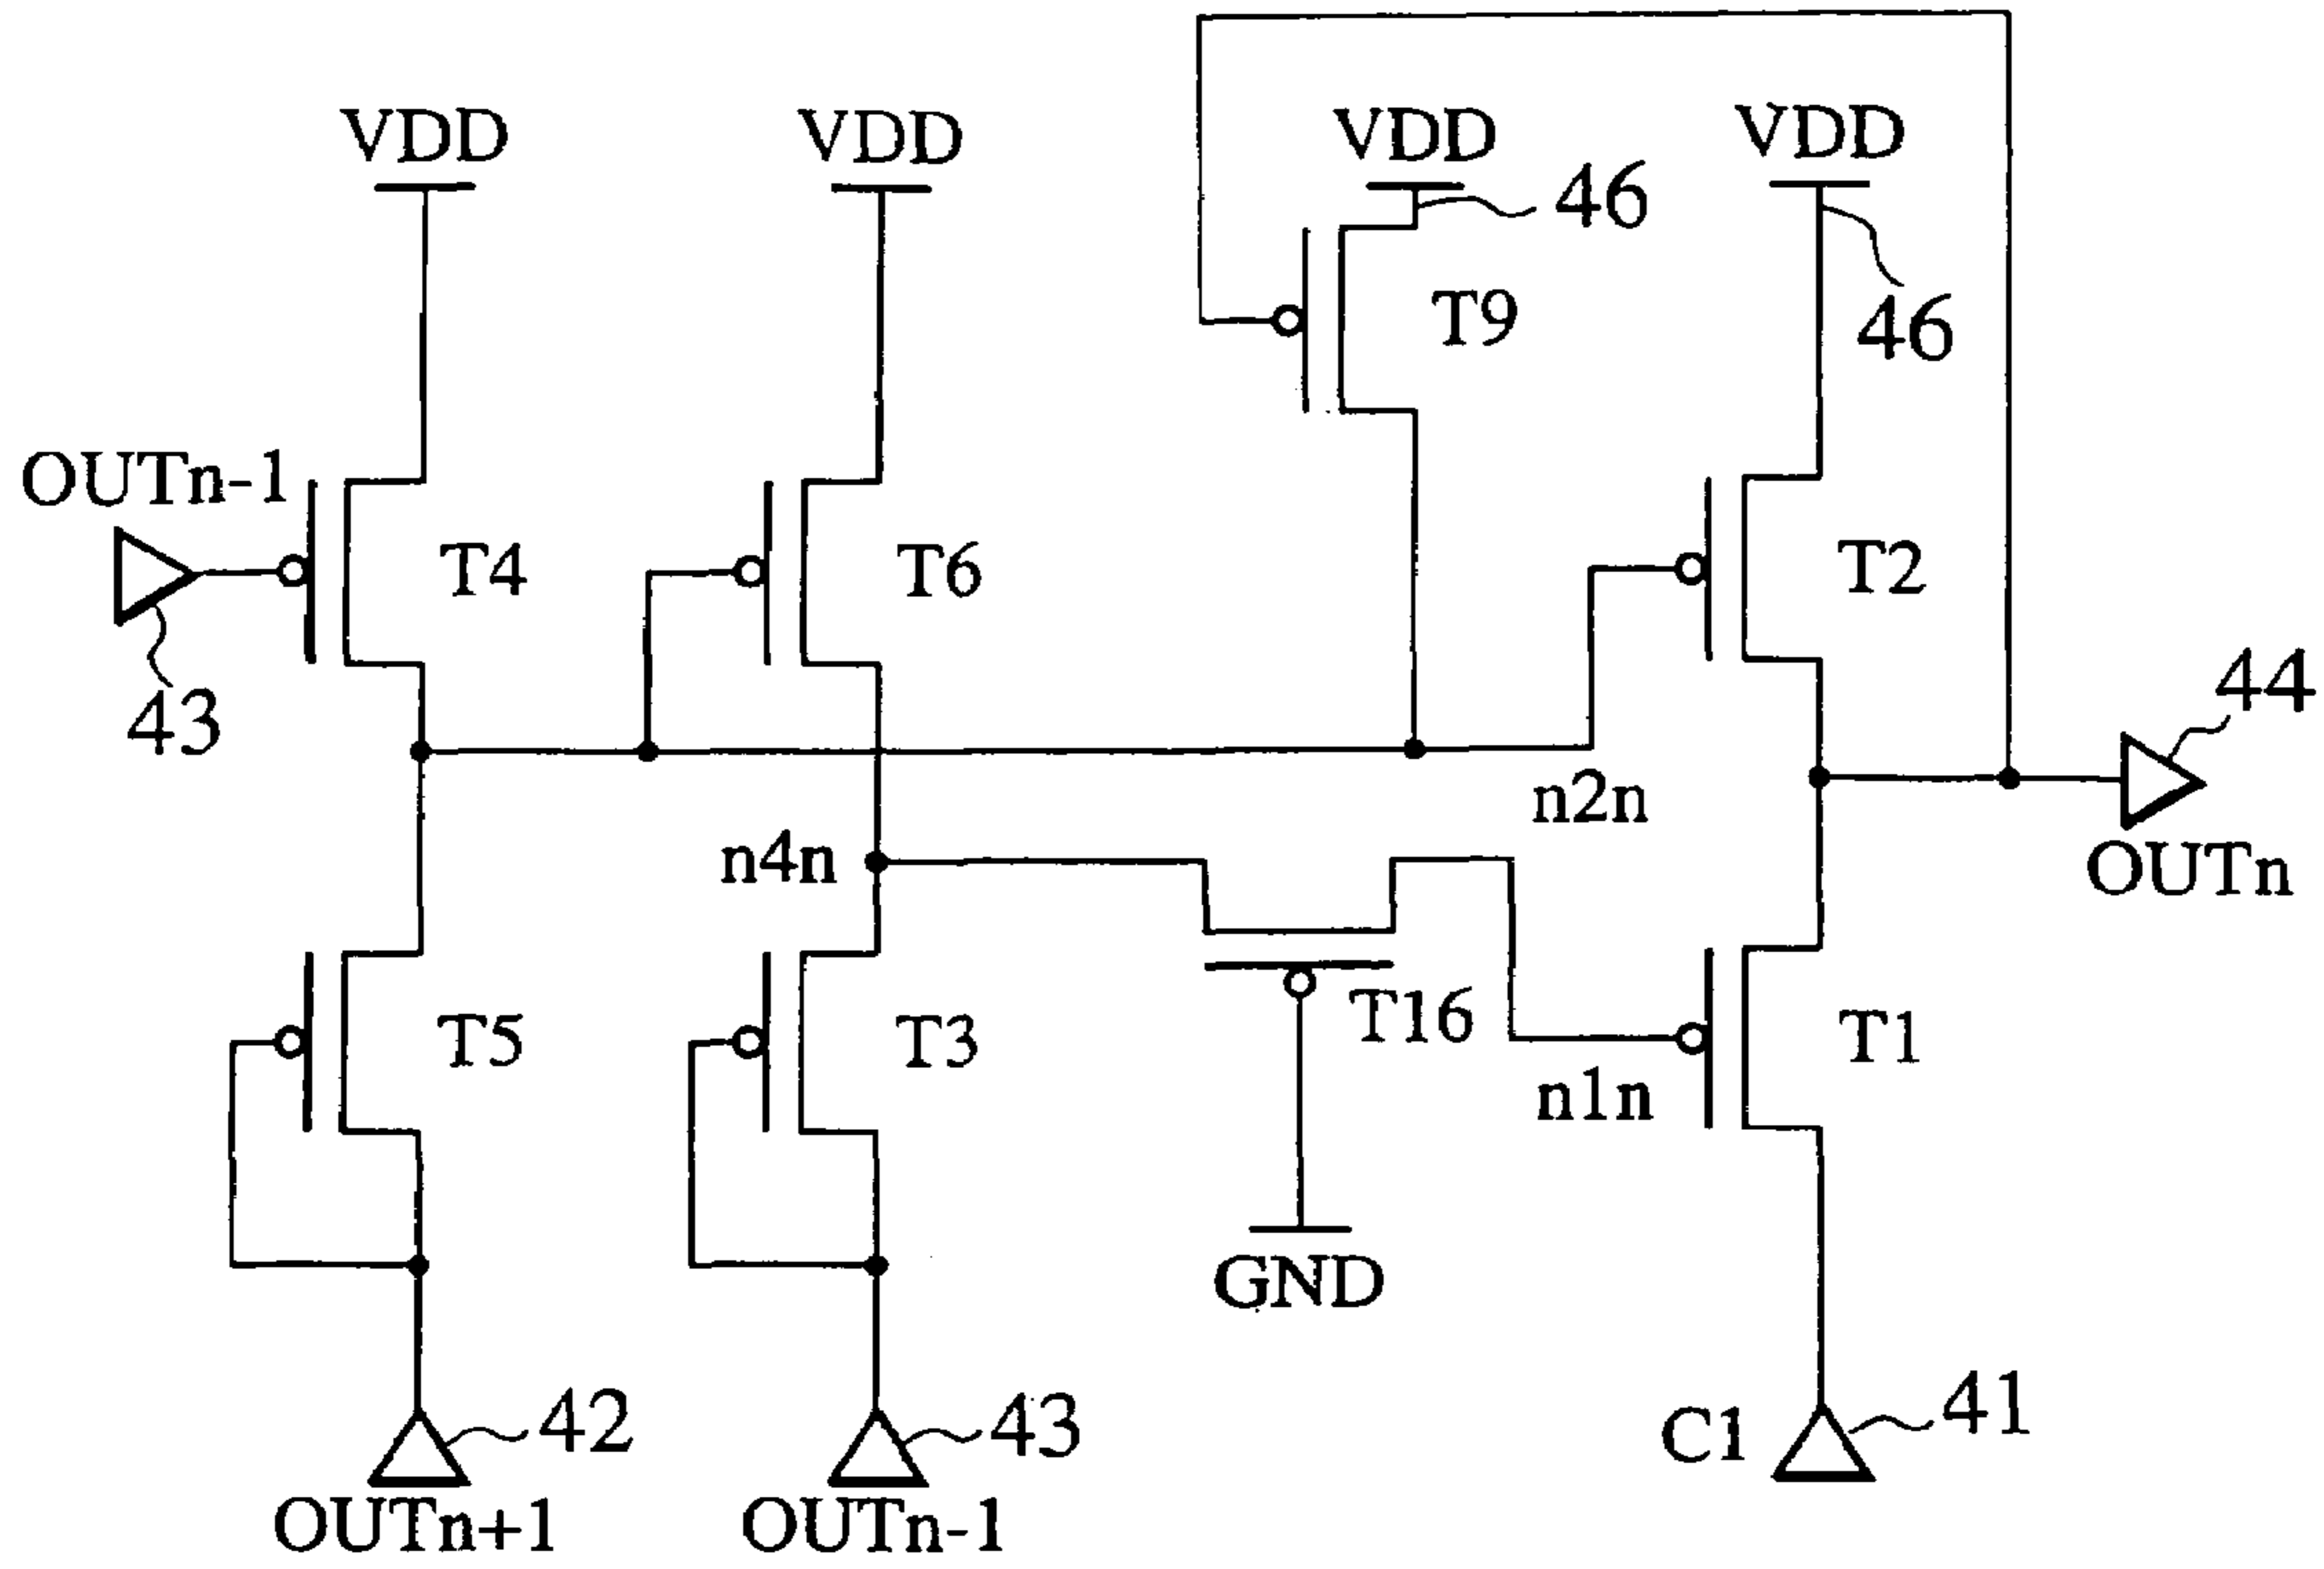 VDD
VDD
VDD
VDD
46
46
T9
OUTn-1
T4
T6
T2
43
44
n2n
n4n
OUTn
T5
T3
T16
T1
n1n
GND
42
43
C1
41
OUTn+1
OUTn-1